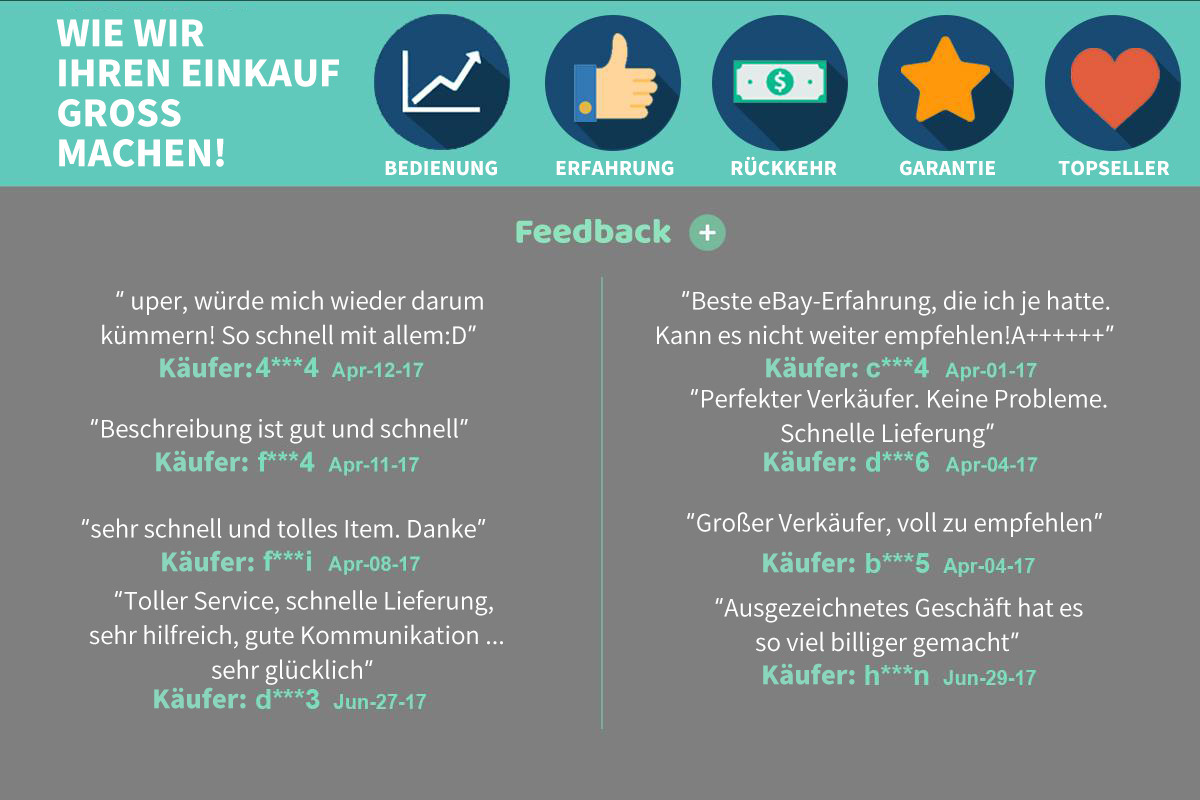 WIE WIR
IHREN EINKAUF
GROSS
MACHEN!
BEDIENUNG
ERFAHRUNG
$
RÜCKKEHR
GARANTIE
TOPSELLER
Feedback +
" uper, würde mich wieder darum
kümmern! So schnell mit allem:D"
Käufer:4***4 Apr-12-17
"Beschreibung ist gut und schnell"
Käufer: f***4 Apr-11-17
"sehr schnell und tolles Item. Danke"
Käufer: f***i Apr-08-17
"Toller Service, schnelle Lieferung,
sehr hilfreich, gute Kommunikation ...
sehr glücklich"
Käufer: d***3 Jun-27-17
"Beste eBay-Erfahrung, die ich je hatte.
Kann es nicht weiter empfehlen!A++++++"
Käufer: c***4 Apr-01-17
"Perfekter Verkäufer. Keine Probleme.
Schnelle Lieferung"
Käufer: d***6 Apr-04-17
"Großer Verkäufer, voll zu empfehlen"
Käufer: b***5 Apr-04-17
"Ausgezeichnetes Geschäft hat es
so viel billiger gemacht"
Käufer: h***n Jun-29-17